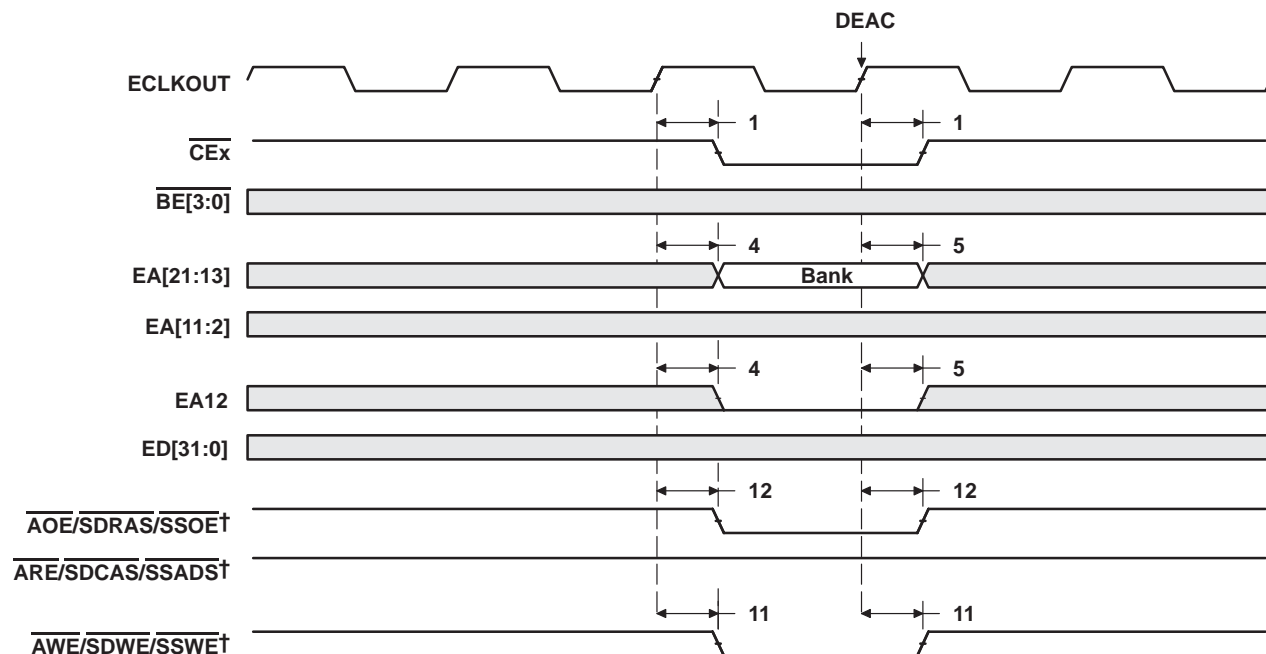 DEAC
ECLKOUT
1 1
CEx
BE[3:0]
4 5
EA[21:13] Bank
EA[11:2]
4 5
EA12
ED[31:0]
12 12
AOE/SDRAS/SSOE†
ARE/SDCAS/SSADS†
11 11
AWE/SDWE/SSWE†